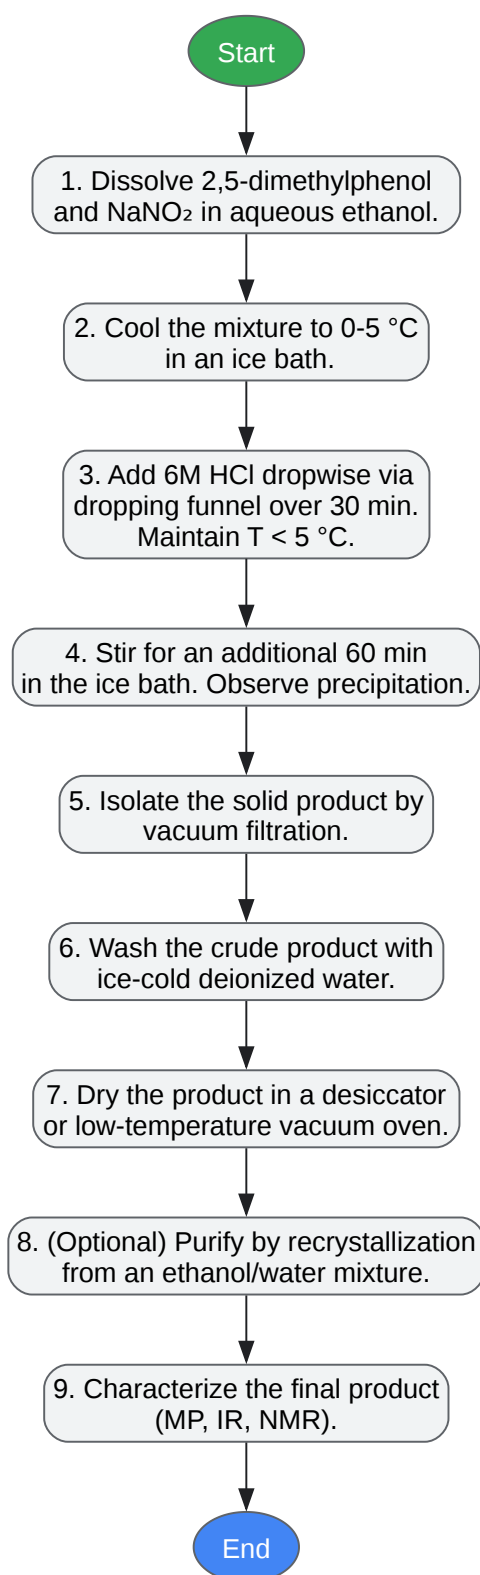 Start
1. Dissolve 2,5-dimethylphenol
and NaNO₂ in aqueous ethanol.
2. Cool the mixture to 0-5 °C
in an ice bath.
3. Add 6M HCl dropwise via
dropping funnel over 30 min.
Maintain T < 5 °C.
4. Stir for an additional 60 min
in the ice bath. Observe precipitation.
5. Isolate the solid product by
vacuum filtration.
6. Wash the crude product with
ice-cold deionized water.
7. Dry the product in a desiccator
or low-temperature vacuum oven.
8. (Optional) Purify by recrystallization
from an ethanol/water mixture.
9. Characterize the final product
(MP, IR, NMR).
End